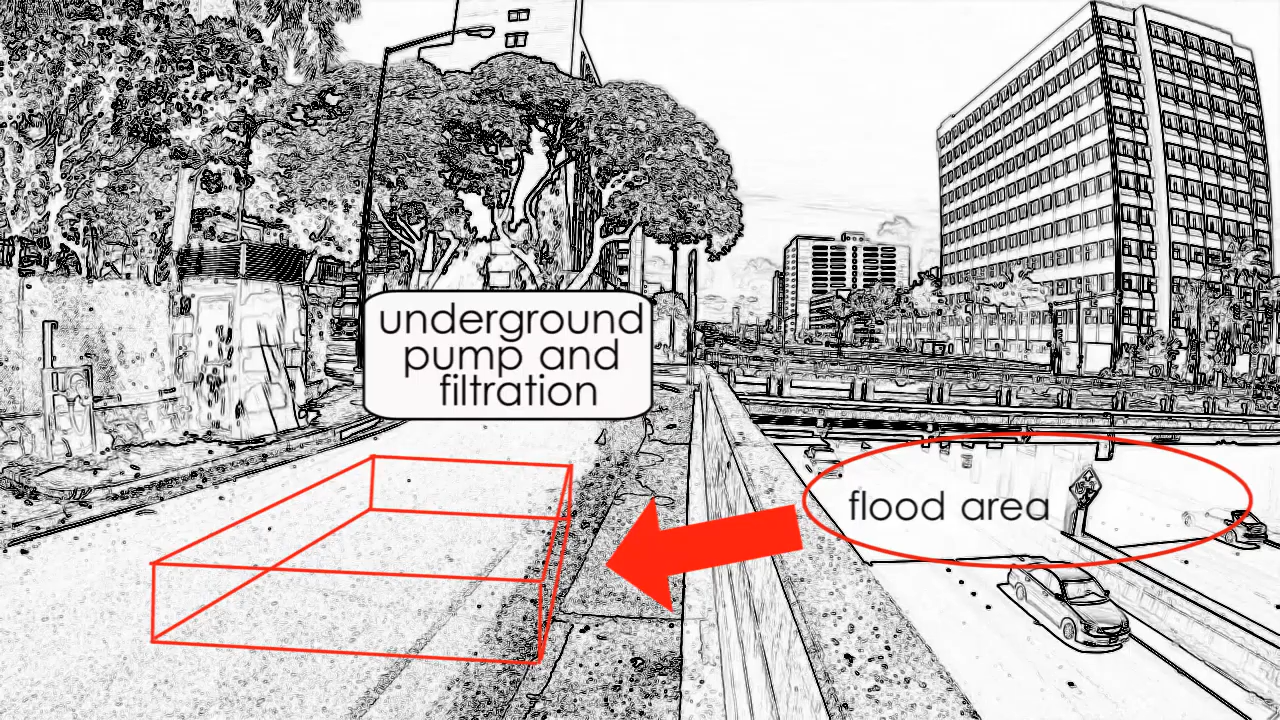 underground
pump and
filtration
flood area